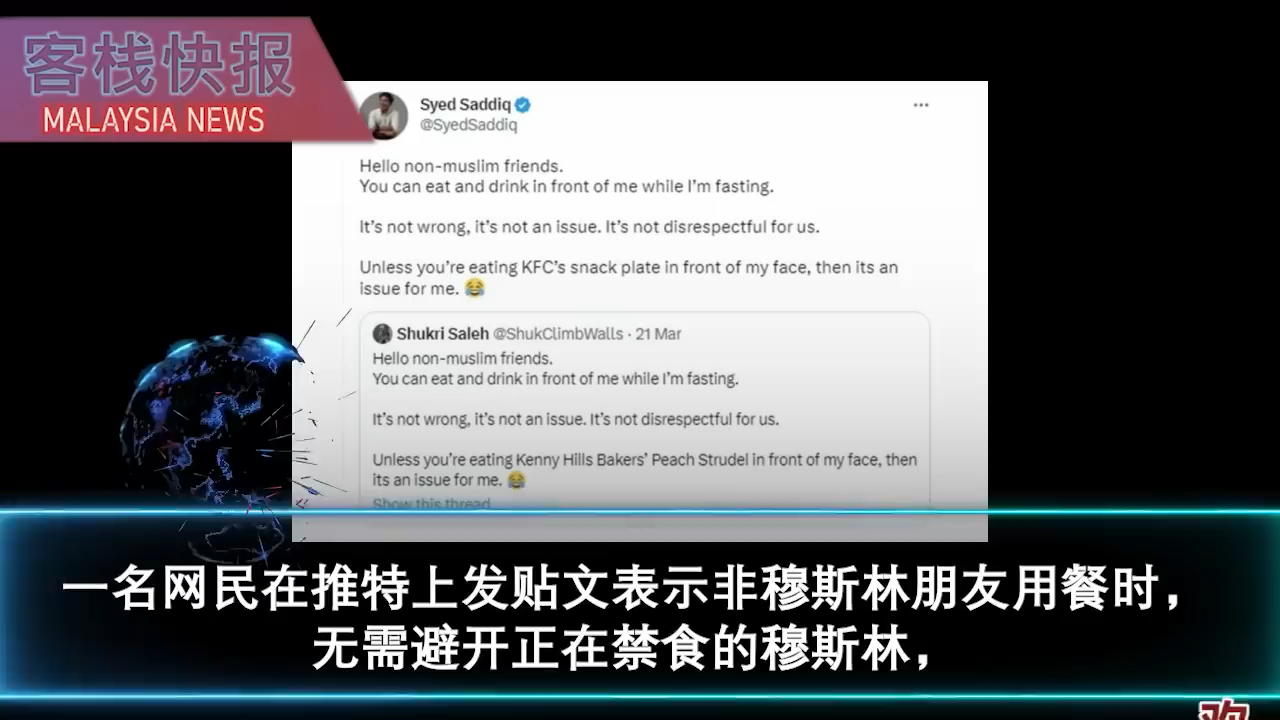 客栈快报
MALAYSIA NEWS
Syed Saddiq
@SyedSaddiq
Hello non-muslim friends.
You can eat and drink in front of me while I'm fasting.
It's not wrong, it's not an issue. It's not disrespectful for us.
Unless you're eating KFC's snack plate in front of my face, then its an
issue for me. 😂
Shukri Saleh @ShukClimbWalls · 21 Mar
Hello non-muslim friends.
You can eat and drink in front of me while I'm fasting.
It's not wrong, it's not an issue. It's not disrespectful for us.
Unless you're eating Kenny Hills Bakers' Peach Strudel in front of my face, then
its an issue for me. 😂
Show this thread
一名网民在推特上发贴文表示非穆斯林朋友用餐时，
无需避开正在禁食的穆斯林，